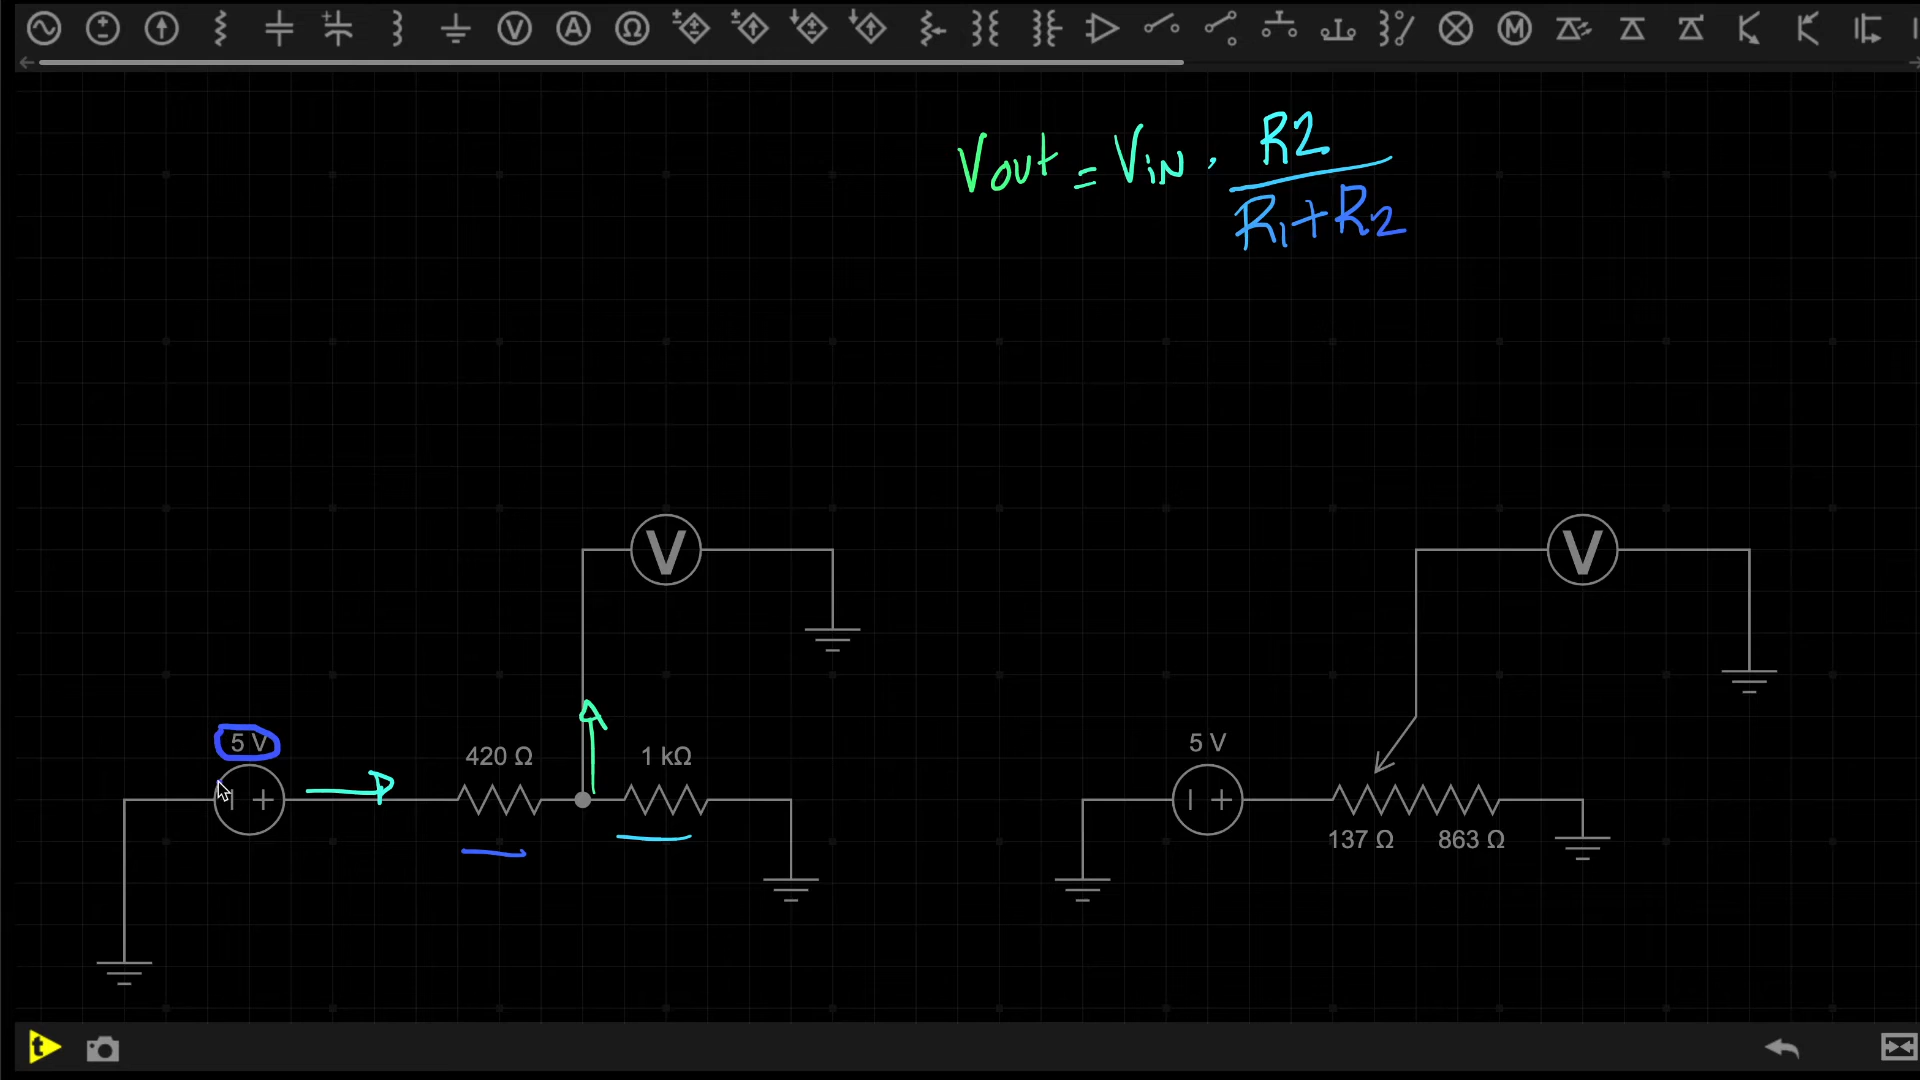 V A Ω M
Vout = Vin · R2
R1+R2
V V
5 V 420 Ω 1 kΩ 5 V
137 Ω 863 Ω
t